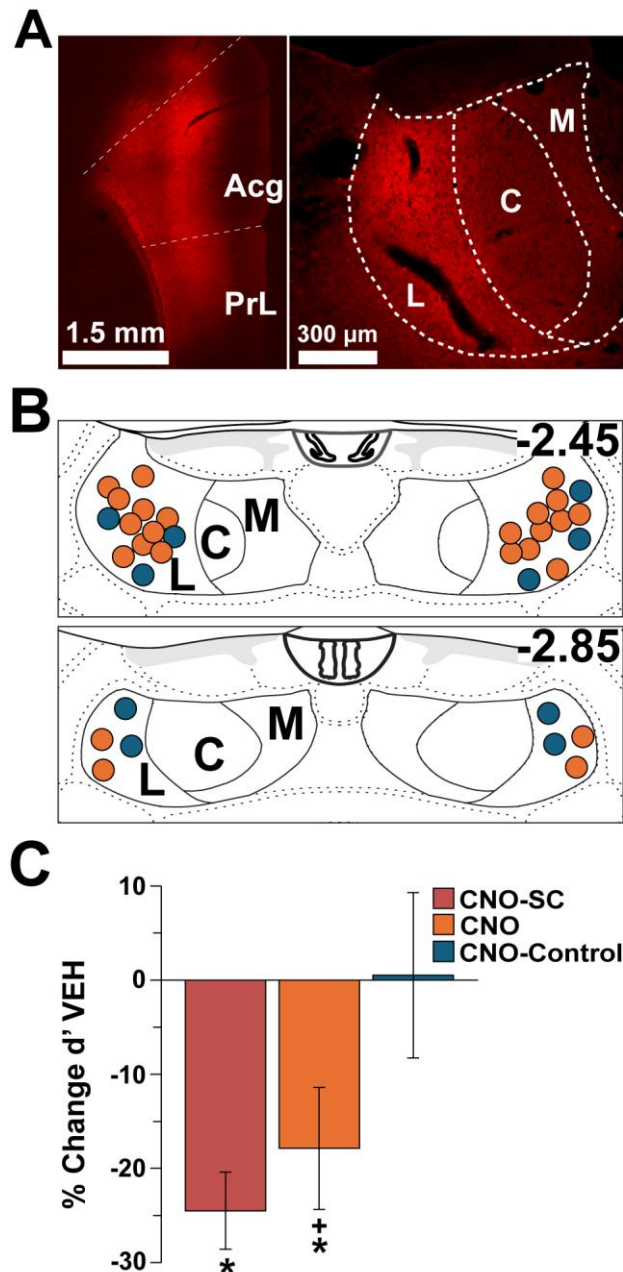 A
Acg
PrL
1.5 mm
M
C
L
300 μm
B
-2.45
M
C
L
-2.85
M
C
L
C
% Change d' VEH
10
0
-10
-20
-30
CNO-SC
CNO
CNO-Control
*
+
*